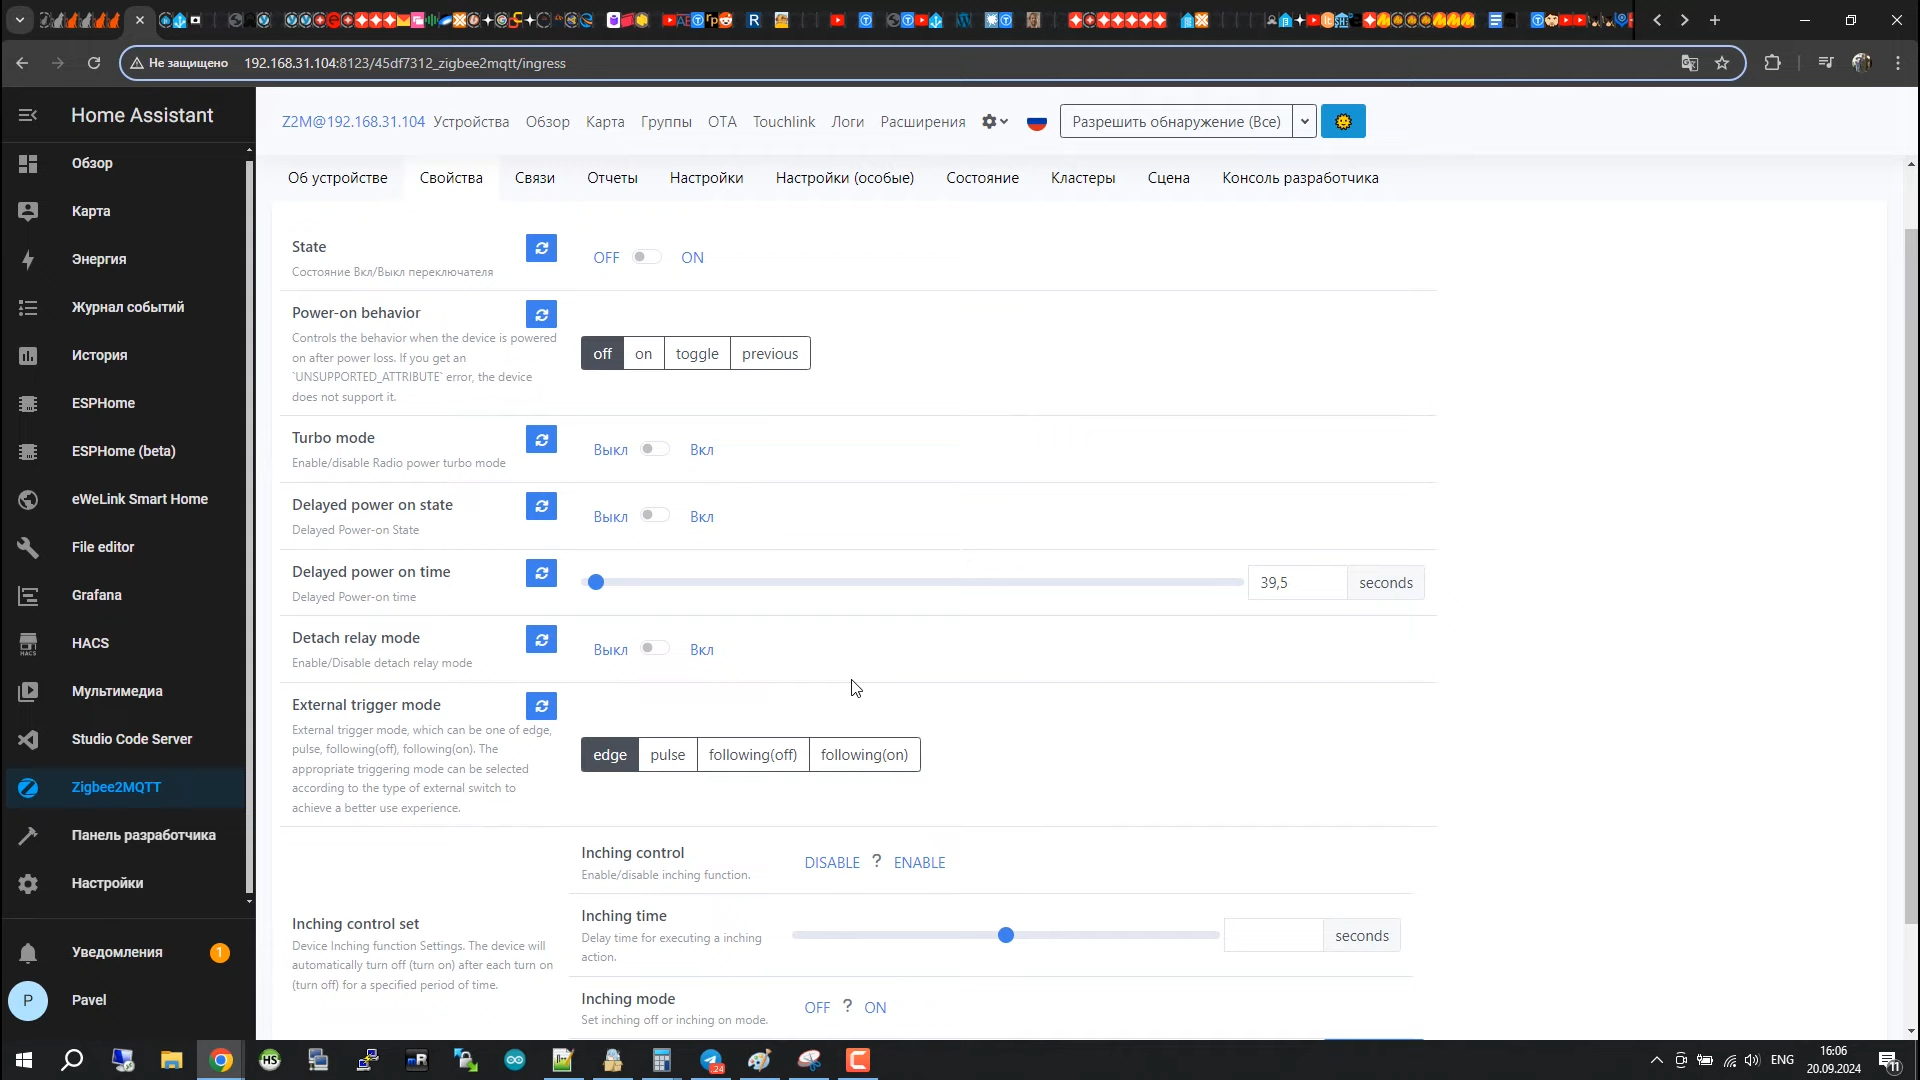 Не защищено
192.168.31.104:8123/45df7312_zigbee2mqtt/ingress
Home Assistant
Обзор
Карта
Энергия
Журнал событий
История
ESPHome
ESPHome (beta)
eWeLink Smart Home
File editor
Grafana
HACS
Мультимедиа
Studio Code Server
Zigbee2MQTT
Панель разработчика
Настройки
Уведомления
1
P
Pavel
Z2M@192.168.31.104 Устройства Обзор Карта Группы OTA Touchlink Логи Расширения Разрешить обнаружение (Все)
Об устройстве Свойства Связи Отчеты Настройки Настройки (особые) Состояние Кластеры Сцена Консоль разработчика
State
Состояние Вкл/Выкл переключателя
OFF ON
Power-on behavior
Controls the behavior when the device is powered
on after power loss. If you get an
`UNSUPPORTED_ATTRIBUTE` error, the device
does not support it.
off on toggle previous
Turbo mode
Enable/disable Radio power turbo mode
Выкл Вкл
Delayed power on state
Delayed Power-on State
Выкл Вкл
Delayed power on time
Delayed Power-on time
39,5 seconds
Detach relay mode
Enable/Disable detach relay mode
Выкл Вкл
External trigger mode
External trigger mode, which can be one of edge,
pulse, following(off), following(on). The
appropriate triggering mode can be selected
according to the type of external switch to
achieve a better use experience.
edge pulse following(off) following(on)
Inching control set
Device Inching function Settings. The device will
automatically turn off (turn on) after each turn on
(turn off) for a specified period of time.
Inching control
Enable/disable inching function.
DISABLE ? ENABLE
Inching time
Delay time for executing a inching
action.
seconds
Inching mode
Set inching off or inching on mode.
OFF ? ON
ENG
16:06
20.09.2024
11